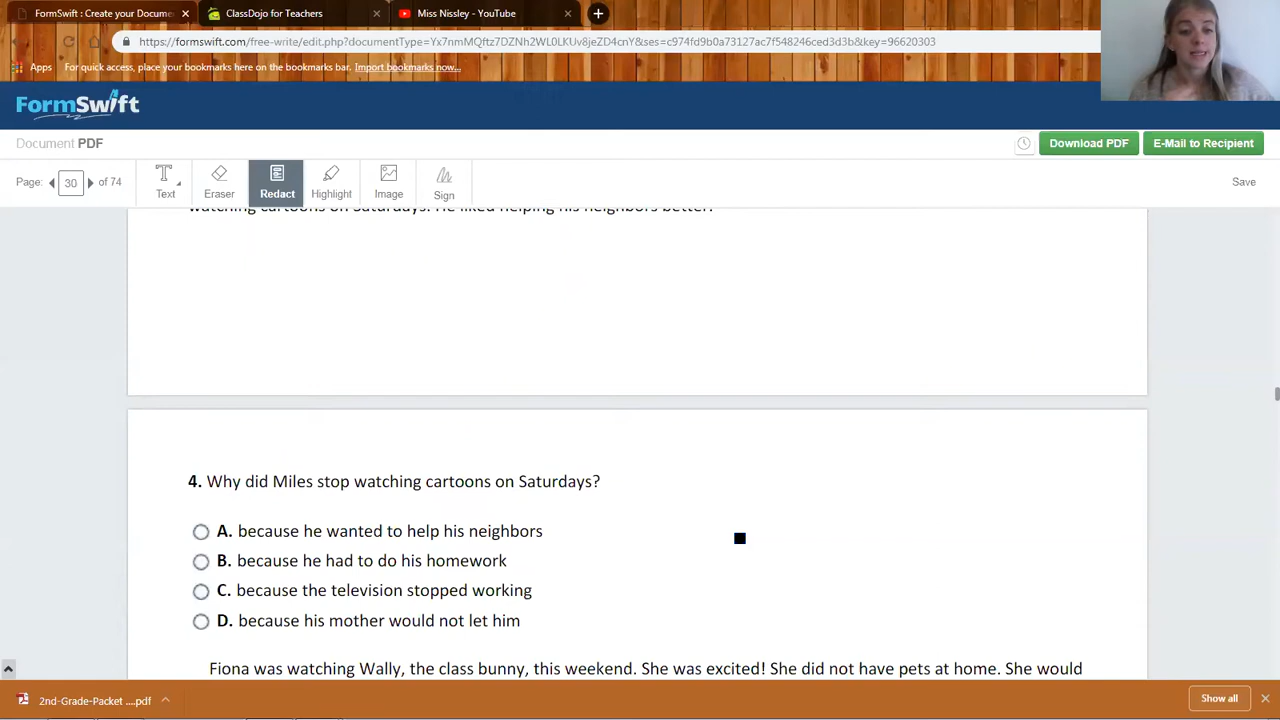 FormSwift : Create your Docume
ClassDojo for Teachers
Miss Nissley - YouTube
https://formswift.com/free-write/edit.php?documentType=Yx7nmMQftz7DZNh2WL0LKUv8jeZD4cnY&ses=c974fd9b0a73127ac7f548246ced3d3b&key=96620303
Apps
For quick access, place your bookmarks here on the bookmarks bar. Import bookmarks now...
FormSwift
Document PDF
Download PDF
E-Mail to Recipient
Page: 30 of 74
Text
Eraser
Redact
Highlight
Image
Sign
Save
watching cartoons on Saturdays. He liked helping his neighbors better.
4. Why did Miles stop watching cartoons on Saturdays?
A. because he wanted to help his neighbors
B. because he had to do his homework
C. because the television stopped working
D. because his mother would not let him
Fiona was watching Wally, the class bunny, this weekend. She was excited! She did not have pets at home. She would
2nd-Grade-Packet ....pdf
Show all